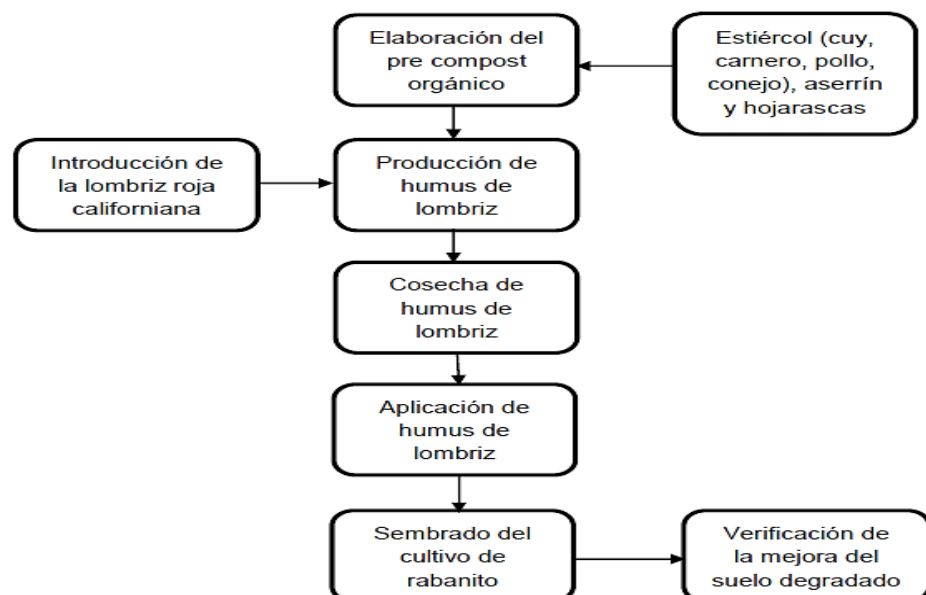 Elaboración del
pre compost
orgánico
Estiércol (cuy,
carnero, pollo,
conejo), aserrín
y hojarascas
Introducción de
la lombriz roja
californiana
Producción de
humus de
lombriz
Cosecha de
humus de
lombriz
Aplicación de
humus de
lombriz
Sembrado del
cultivo de
rabanito
Verificación de
la mejora del
suelo degradado